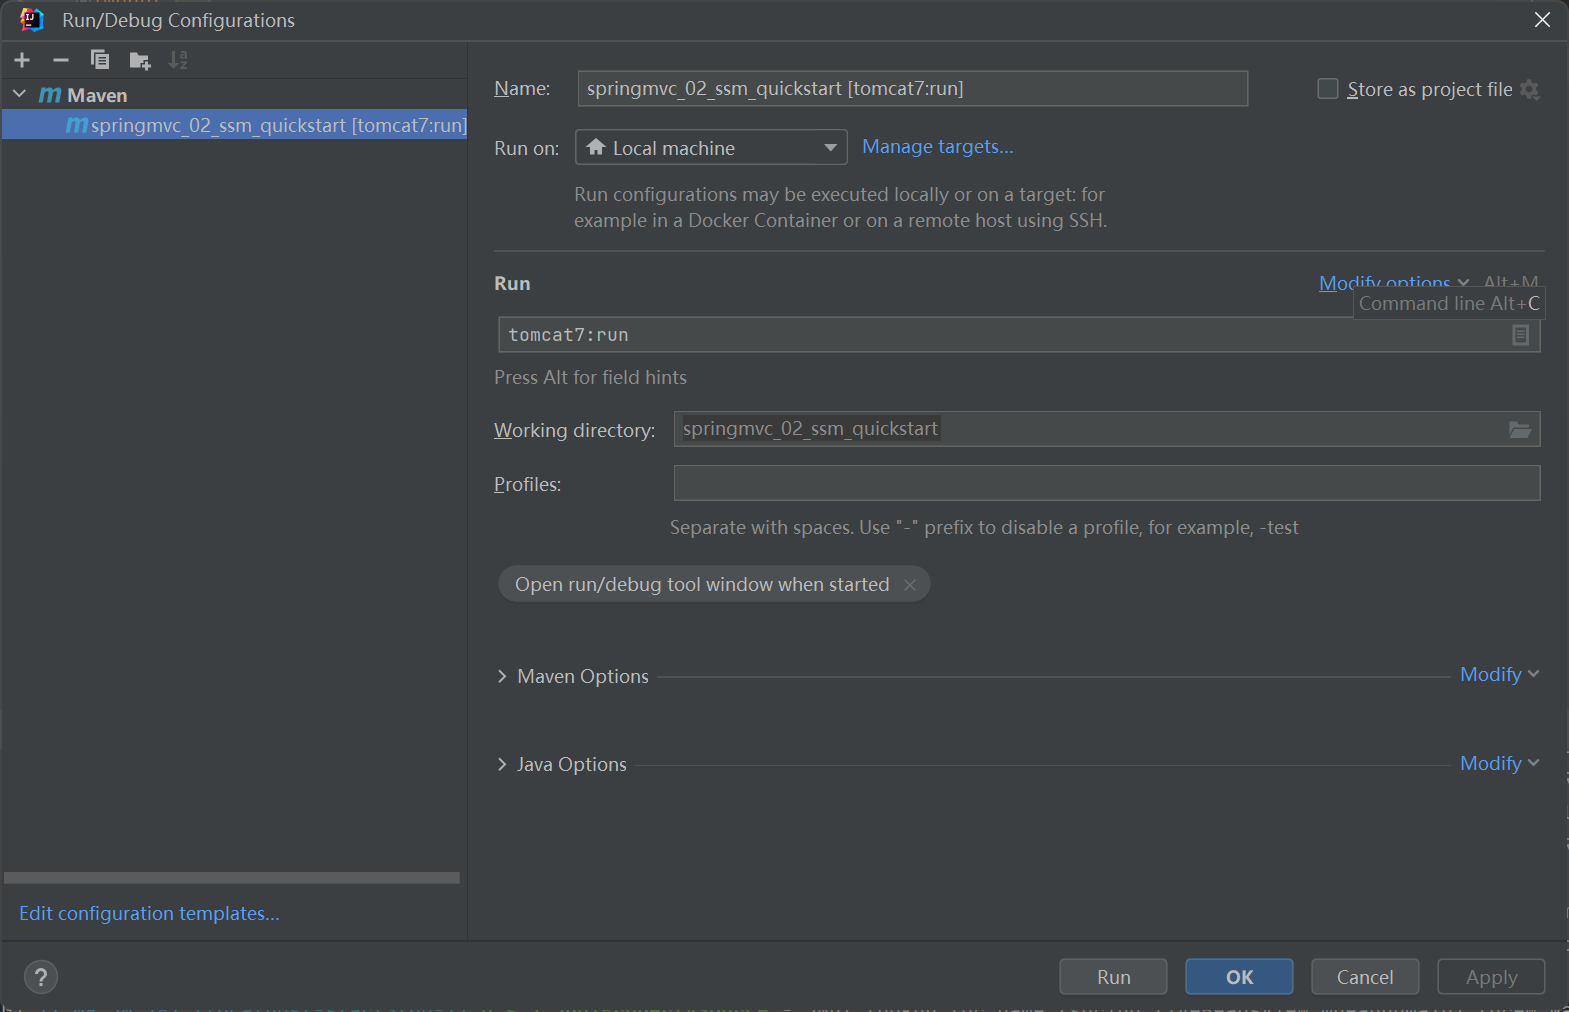 Run/Debug Configurations
Maven
springmvc_02_ssm_quickstart [tomcat7:run]
Name: springmvc_02_ssm_quickstart [tomcat7:run] Store as project file
Run on: Local machine Manage targets...
Run configurations may be executed locally or on a target: for
example in a Docker Container or on a remote host using SSH.
Run Modify options Alt+M
Command line Alt+C
tomcat7:run
Press Alt for field hints
Working directory: springmvc_02_ssm_quickstart
Profiles:
Separate with spaces. Use "-" prefix to disable a profile, for example, -test
Open run/debug tool window when started
Maven Options Modify
Java Options Modify
Edit configuration templates...
? Run OK Cancel Apply